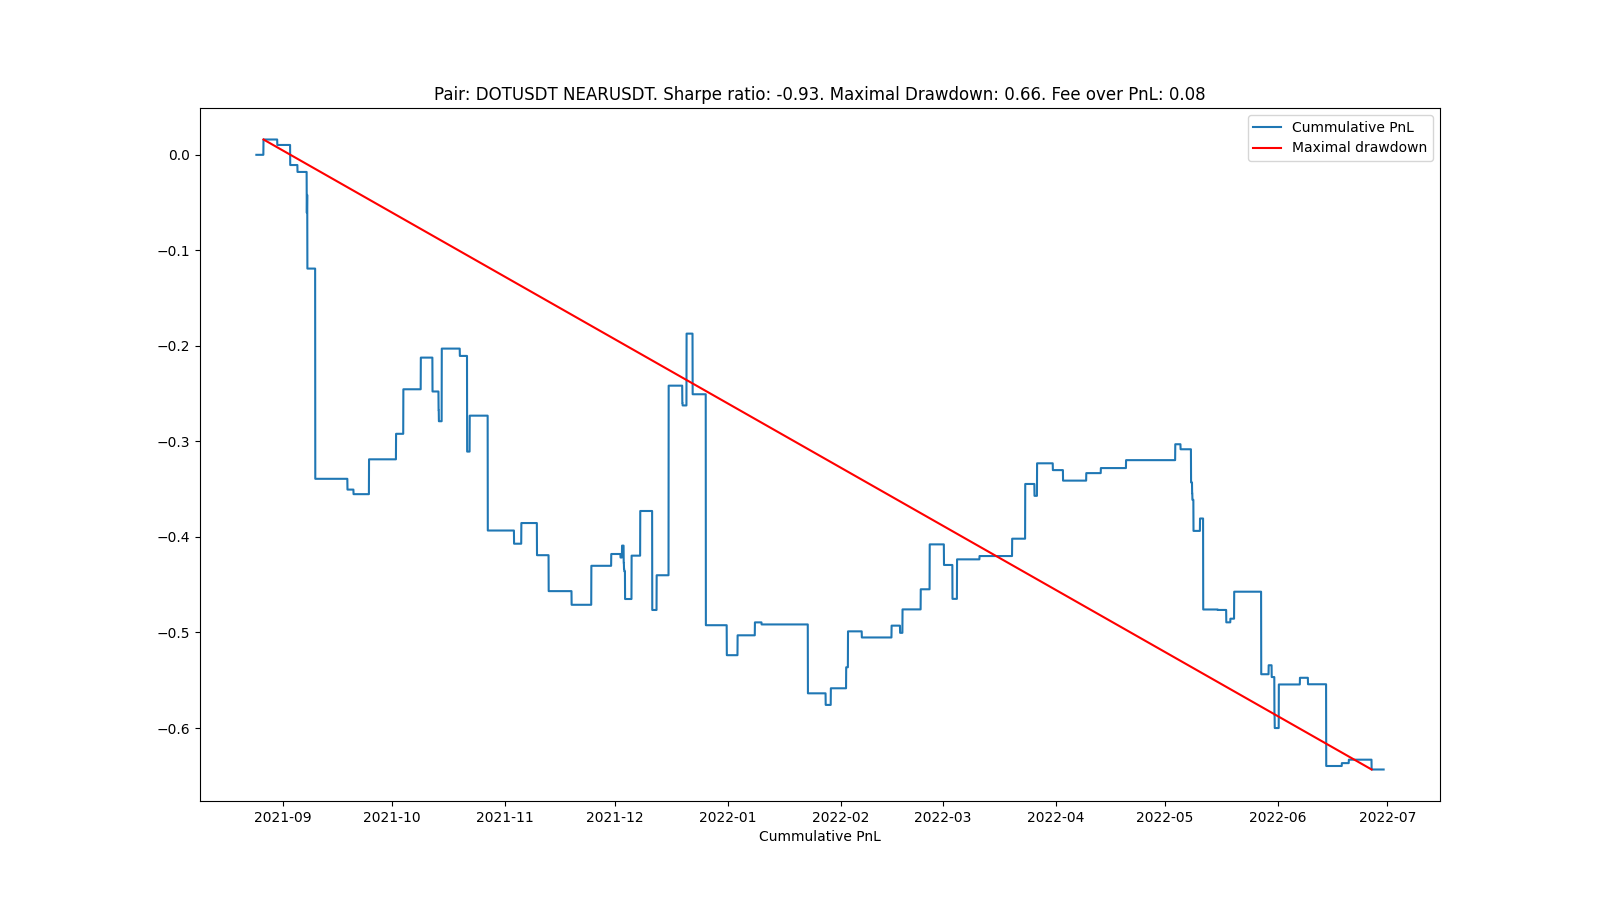 Pair: DOTUSDT NEARUSDT. Sharpe ratio: -0.93. Maximal Drawdown: 0.66. Fee over PnL: 0.08
Cummulative PnL
Maximal drawdown
0.0
−0.1
−0.2
−0.3
−0.4
−0.5
−0.6
2021-09 2021-10 2021-11 2021-12 2022-01 2022-02 2022-03 2022-04 2022-05 2022-06 2022-07
Cummulative PnL